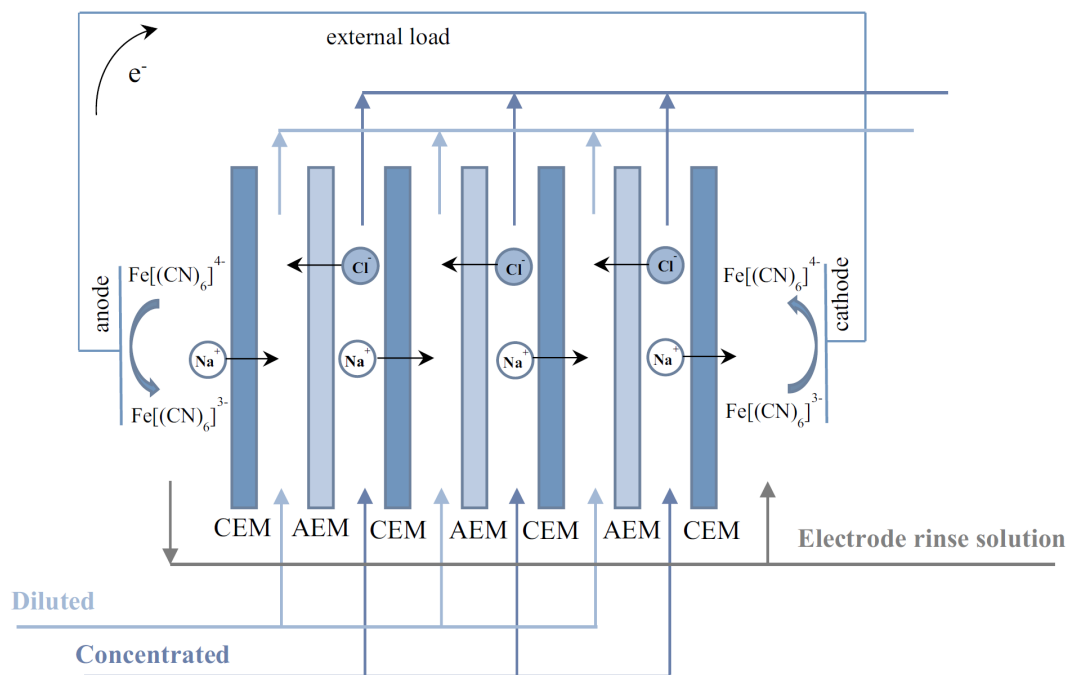 external load
e-
Cl-
Cl-
Cl-
anode
Fe[(CN)6]4-
Fe[(CN)6]4-
cathode
Na+
Na+
Na+
Na+
Fe[(CN)6]3-
Fe[(CN)6]3-
CEM AEM CEM AEM CEM AEM CEM
Electrode rinse solution
Diluted
Concentrated